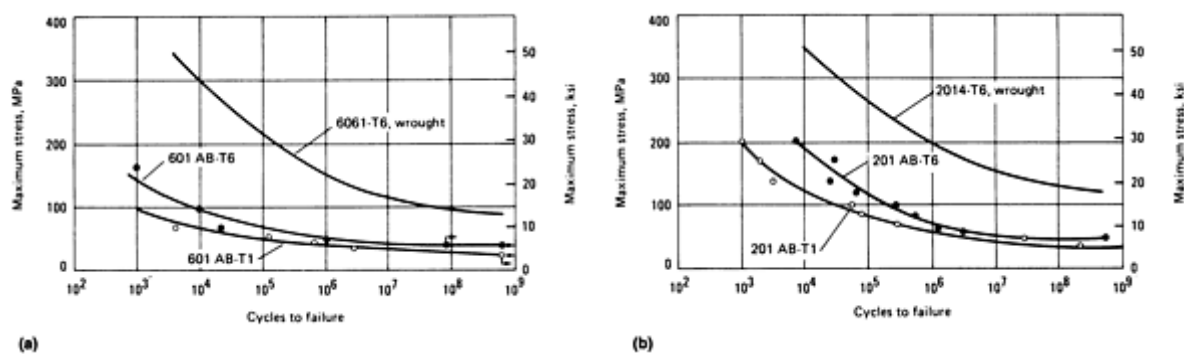 400
300
200
100
0
Maximum stress, MPa
50
40
30
20
10
0
Maximum stress, ksi
6061-T6, wrought
601 AB-T6
601 AB-T1
10² 10³ 10⁴ 10⁵ 10⁶ 10⁷ 10⁸ 10⁹
Cycles to failure
(a)
400
300
200
100
0
Maximum stress, MPa
50
40
30
20
10
0
Maximum stress, ksi
2014-T6, wrought
201 AB-T6
201 AB-T1
10² 10³ 10⁴ 10⁵ 10⁶ 10⁷ 10⁸ 10⁹
Cycles to failure
(b)